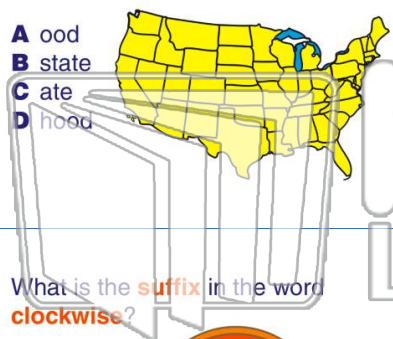 A ood
B state
C ate
D hood
What is the suffix in the word
clockwise?